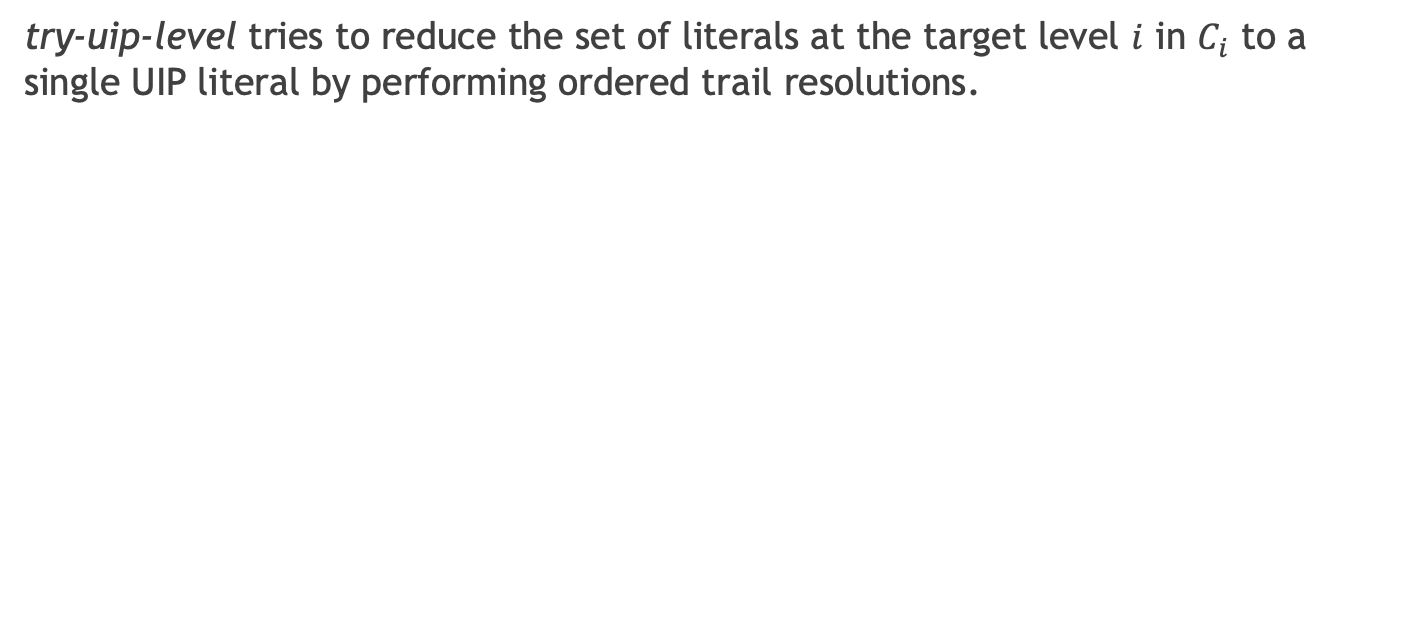 try-uip-level tries to reduce the set of literals at the target level 𝑖 in 𝐶ᵢ to a
single UIP literal by performing ordered trail resolutions.